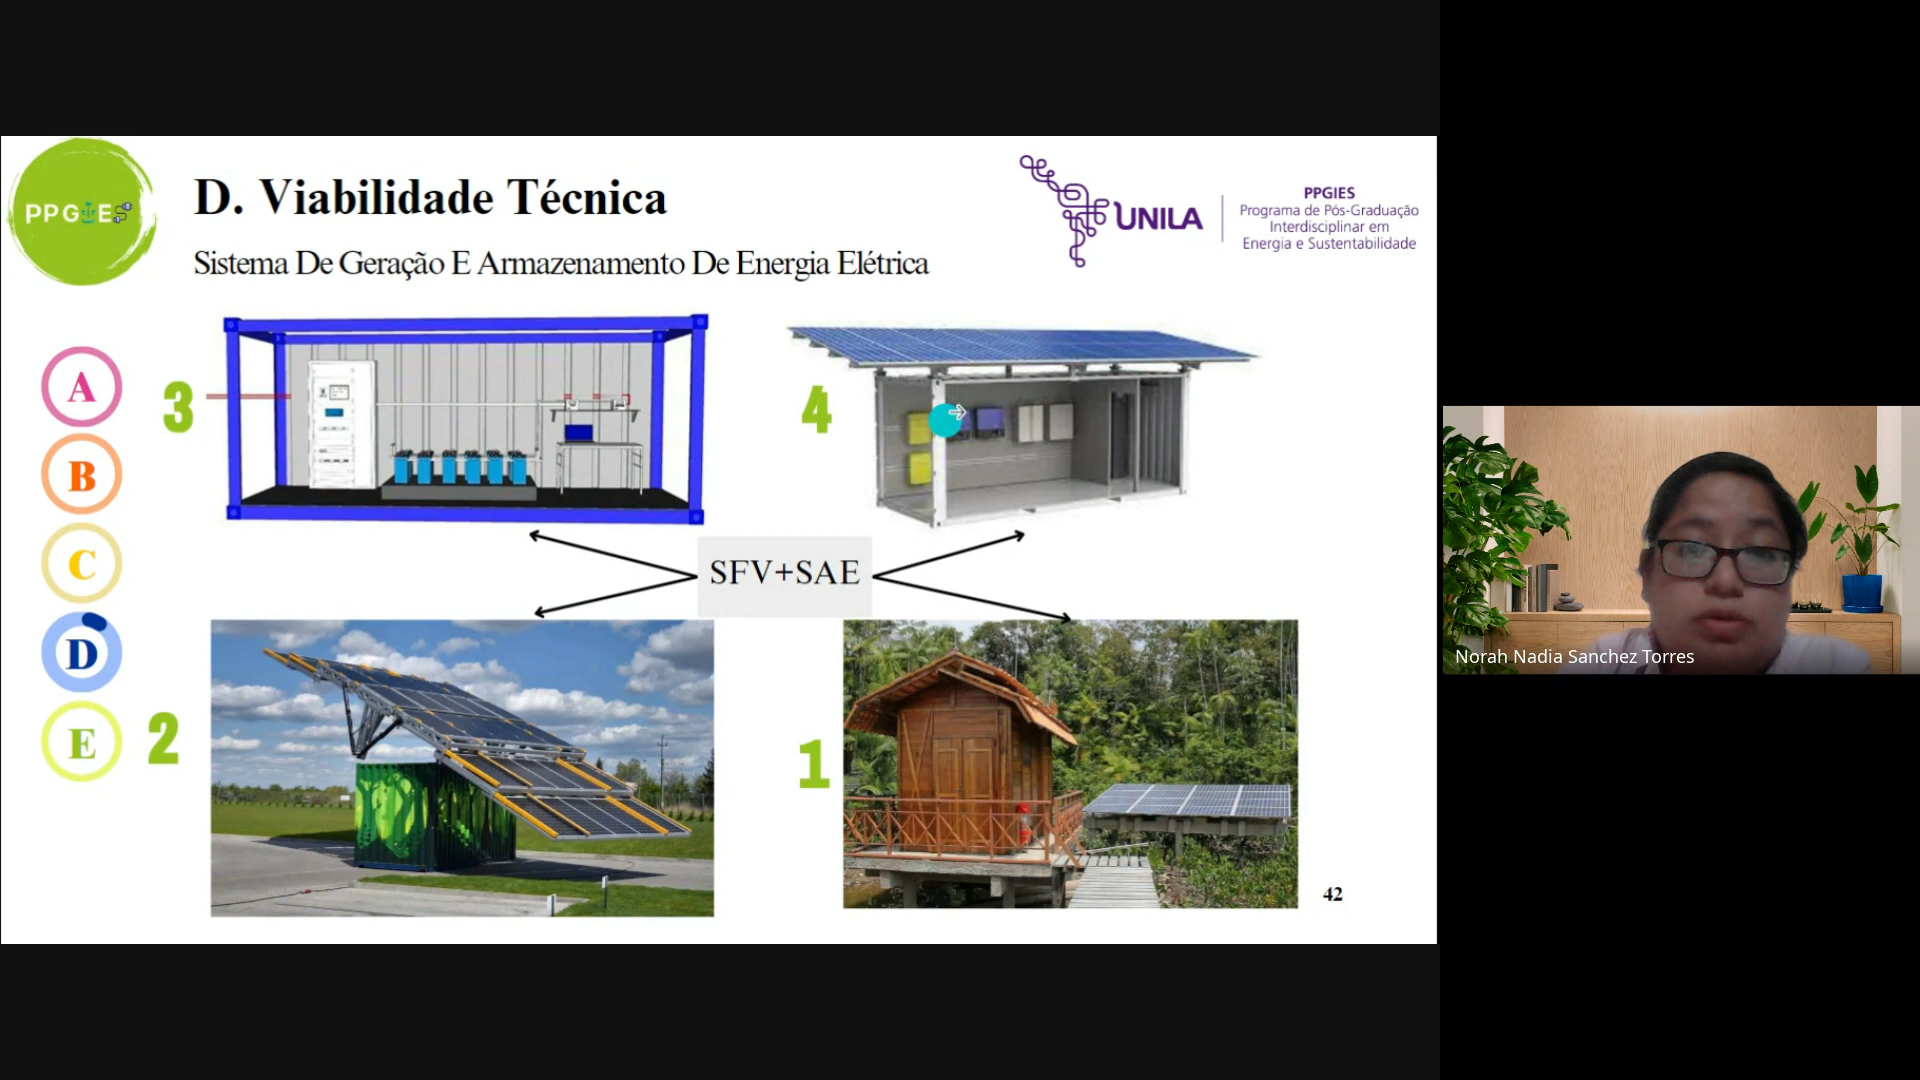 PPGIES
D. Viabilidade Técnica
Sistema De Geração E Armazenamento De Energia Elétrica
UNILA
PPGIES
Programa de Pós-Graduação
Interdisciplinar em
Energia e Sustentabilidade
A
B
C
D
E
3
4
SFV+SAE
2
1
42
Norah Nadia Sanchez Torres